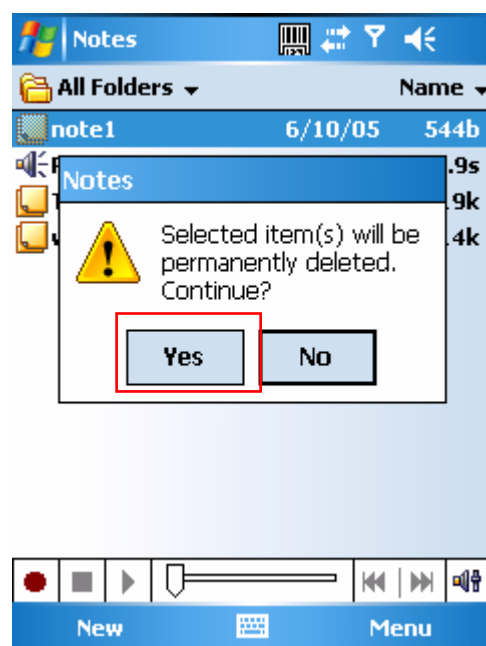 Notes
All Folders Name
note1 6/10/05 544b
.9s
9k
4k
Notes
Selected item(s) will be
permanently deleted.
Continue?
Yes No
New Menu